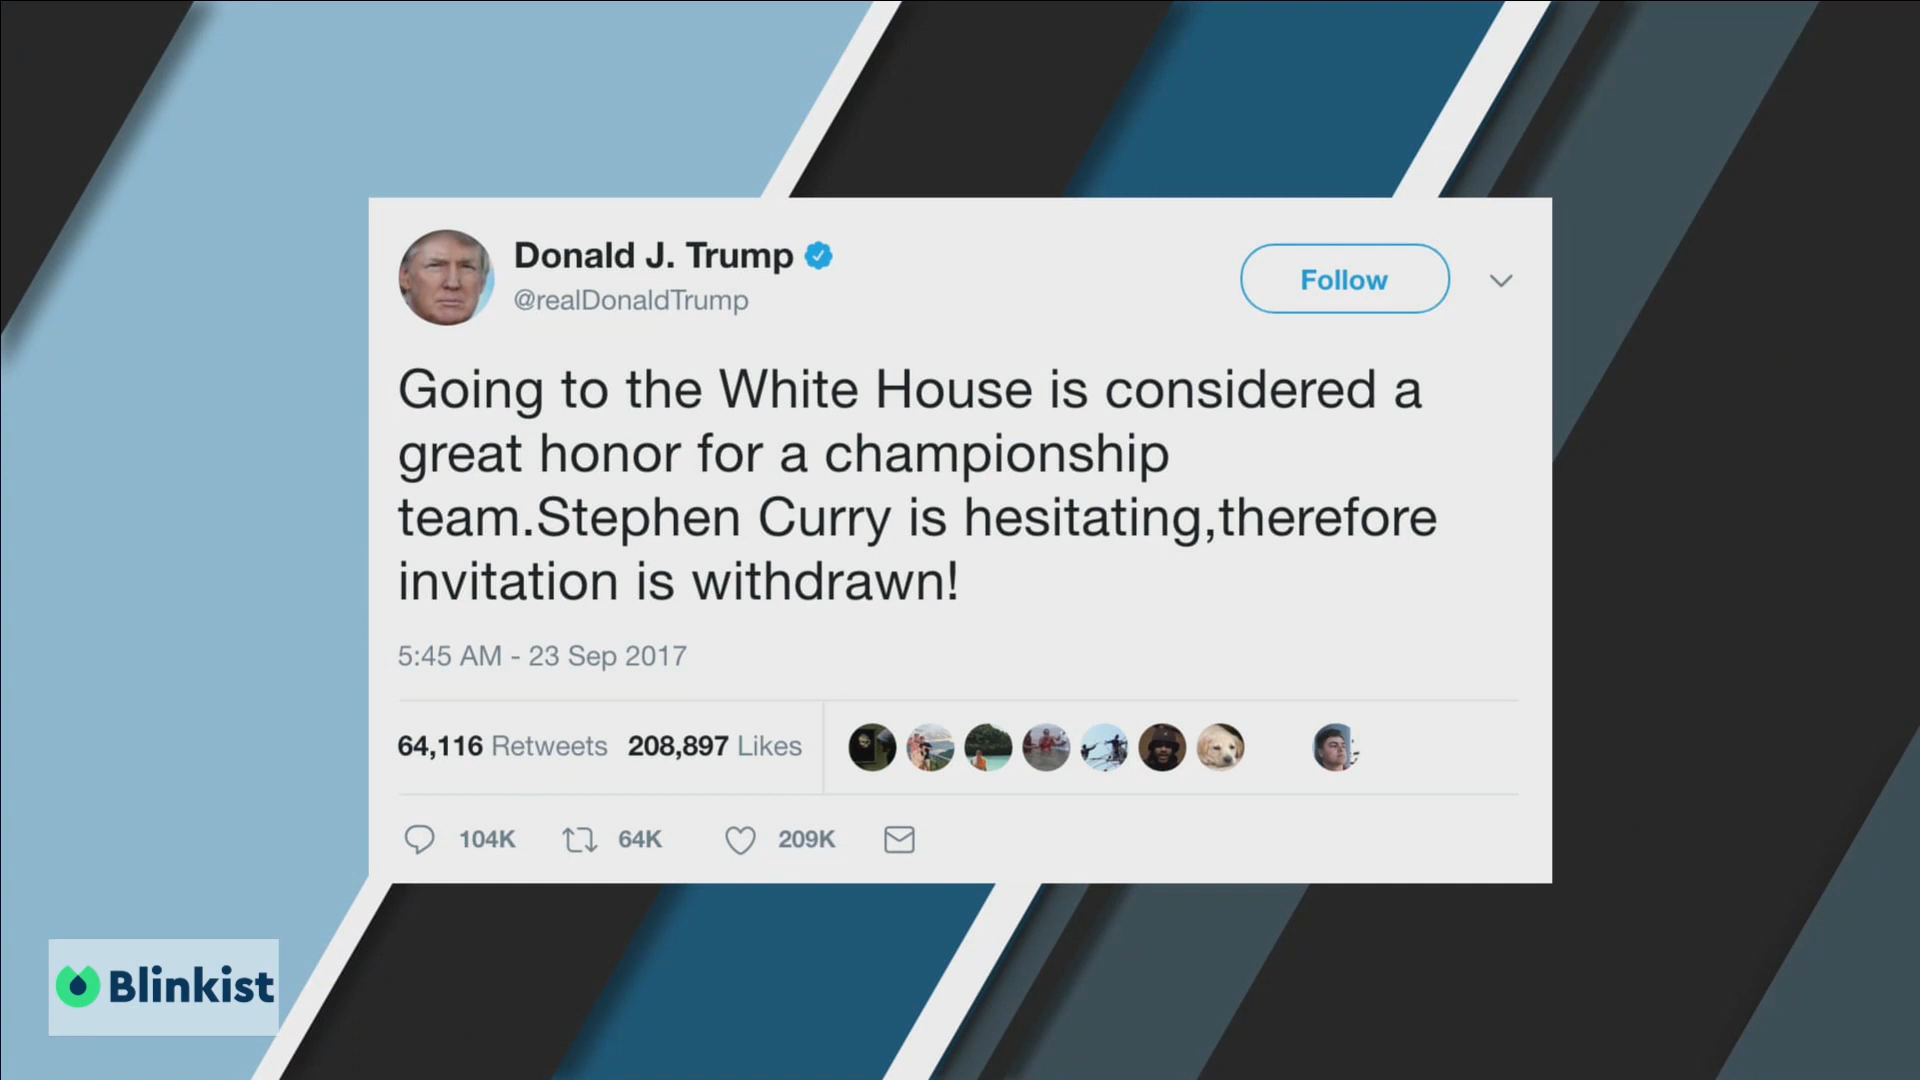 Donald J. Trump
@realDonaldTrump
Follow
Going to the White House is considered a
great honor for a championship
team.Stephen Curry is hesitating,therefore
invitation is withdrawn!
5:45 AM - 23 Sep 2017
64,116 Retweets 208,897 Likes
104K 64K 209K
Blinkist